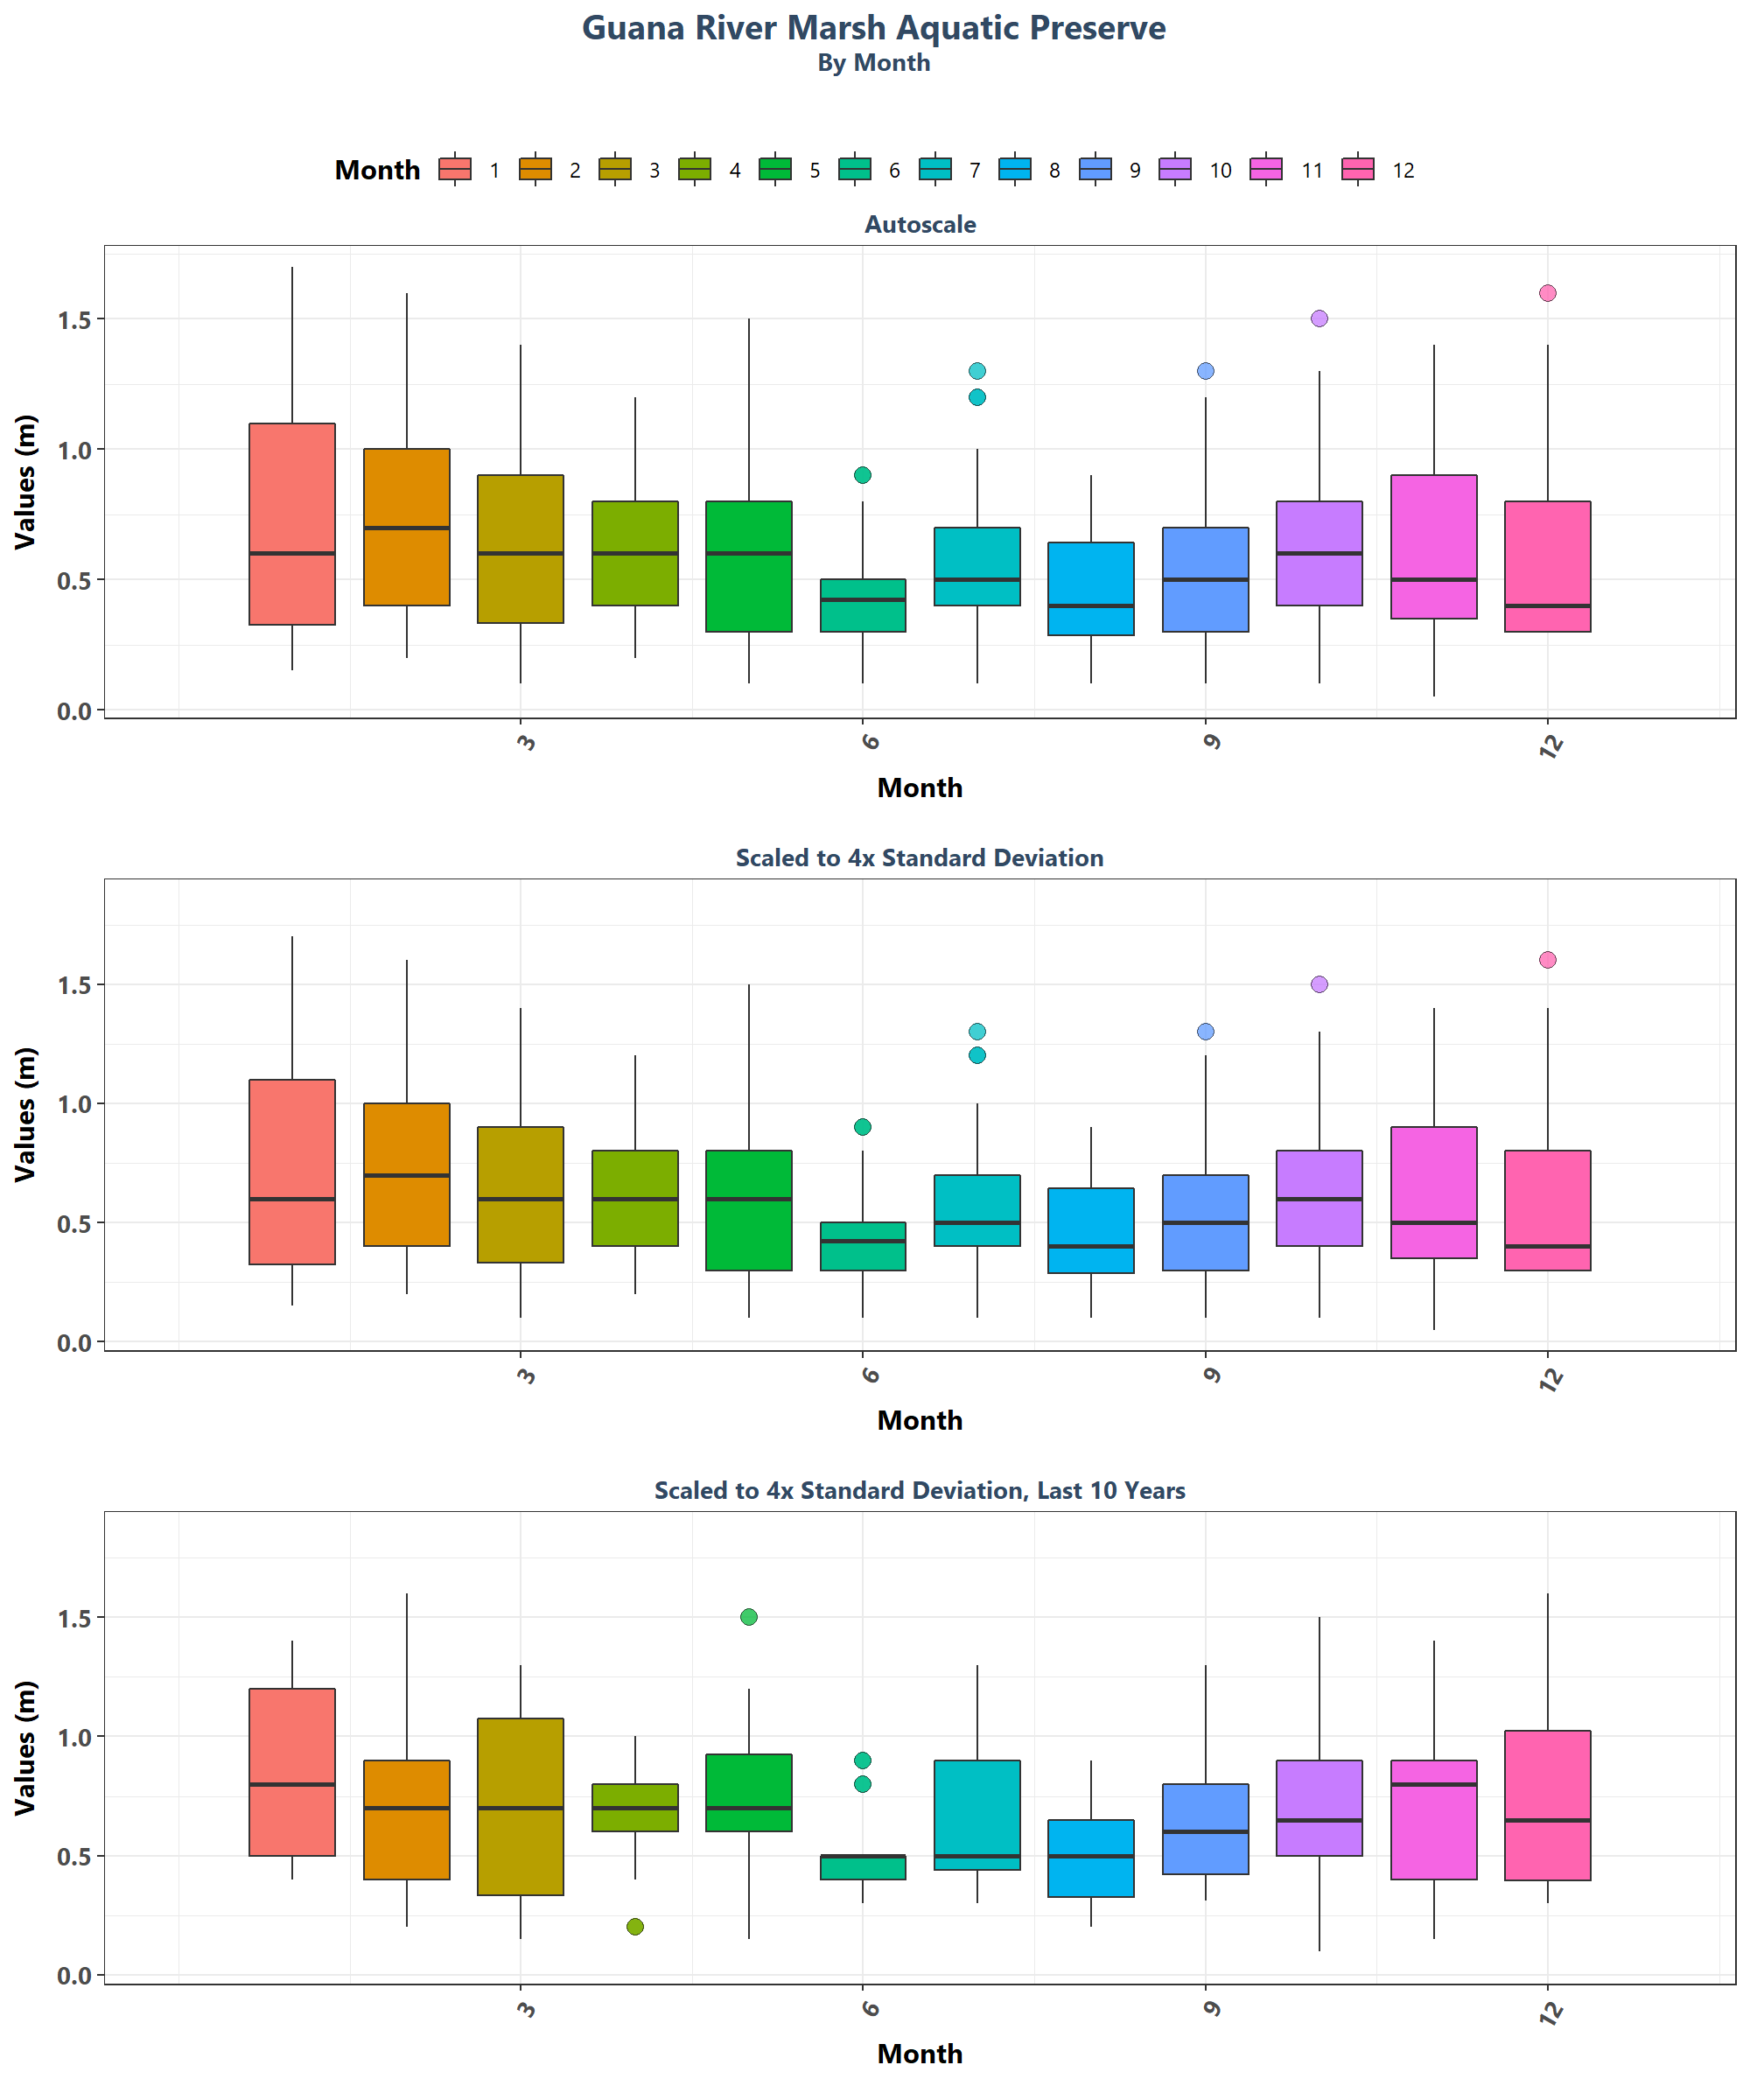 Guana River Marsh Aquatic Preserve
By Month
Month 1 2 3 4 5 6 7 8 9 10 11 12
Autoscale
Values (m)
1.5
1.0
0.5
0.0
3 6 9 12
Month
Scaled to 4x Standard Deviation
Values (m)
1.5
1.0
0.5
0.0
3 6 9 12
Month
Scaled to 4x Standard Deviation, Last 10 Years
Values (m)
1.5
1.0
0.5
0.0
3 6 9 12
Month